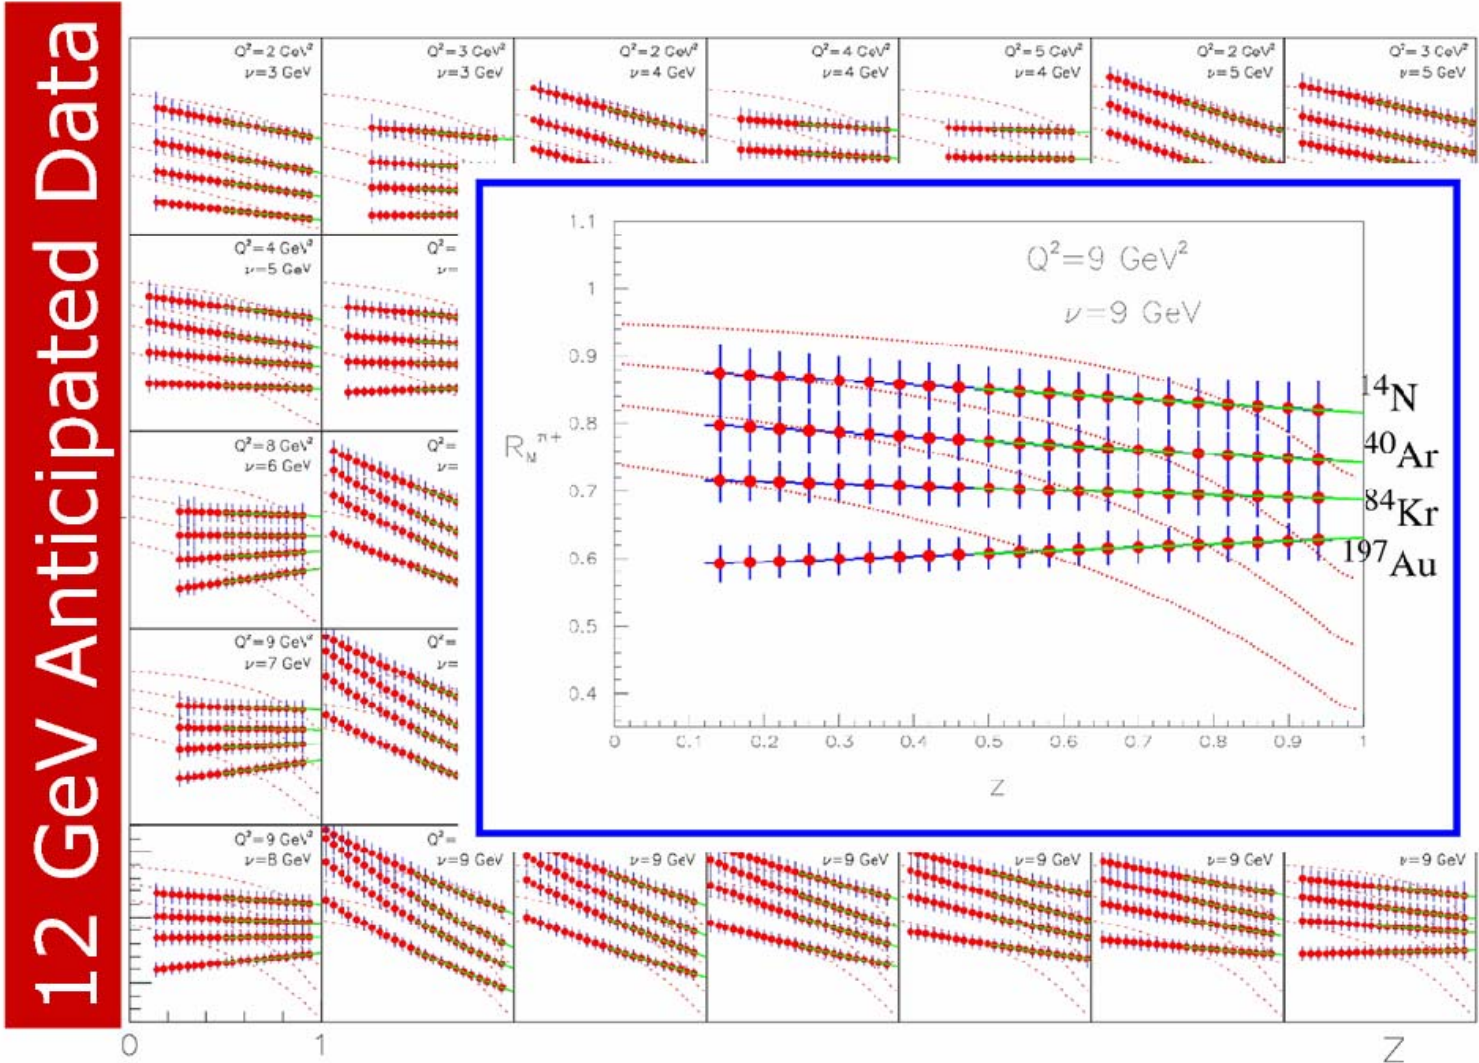 12 GeV Anticipated Data
Q²=2 GeV²
ν=3 GeV
Q²=3 GeV²
ν=3 GeV
Q²=2 GeV²
ν=4 GeV
Q²=4 GeV²
ν=4 GeV
Q²=5 GeV²
ν=4 GeV
Q²=2 GeV²
ν=5 GeV
Q²=3 GeV²
ν=5 GeV
Q²=4 GeV²
ν=5 GeV
Q²=
ν=
Q²=8 GeV²
ν=6 GeV
Q²=
ν=
Q²=9 GeV²
ν=7 GeV
Q²=
ν=
Q²=9 GeV²
ν=8 GeV
Q²=
ν=9 GeV
ν=9 GeV
ν=9 GeV
ν=9 GeV
ν=9 GeV
ν=9 GeV
0
1
Z
Q²=9 GeV²
ν=9 GeV
R_M^π+
1.1
1
0.9
0.8
0.7
0.6
0.5
0.4
0 0.1 0.2 0.3 0.4 0.5 0.6 0.7 0.8 0.9 1
Z
¹⁴N
⁴⁰Ar
⁸⁴Kr
¹⁹⁷Au